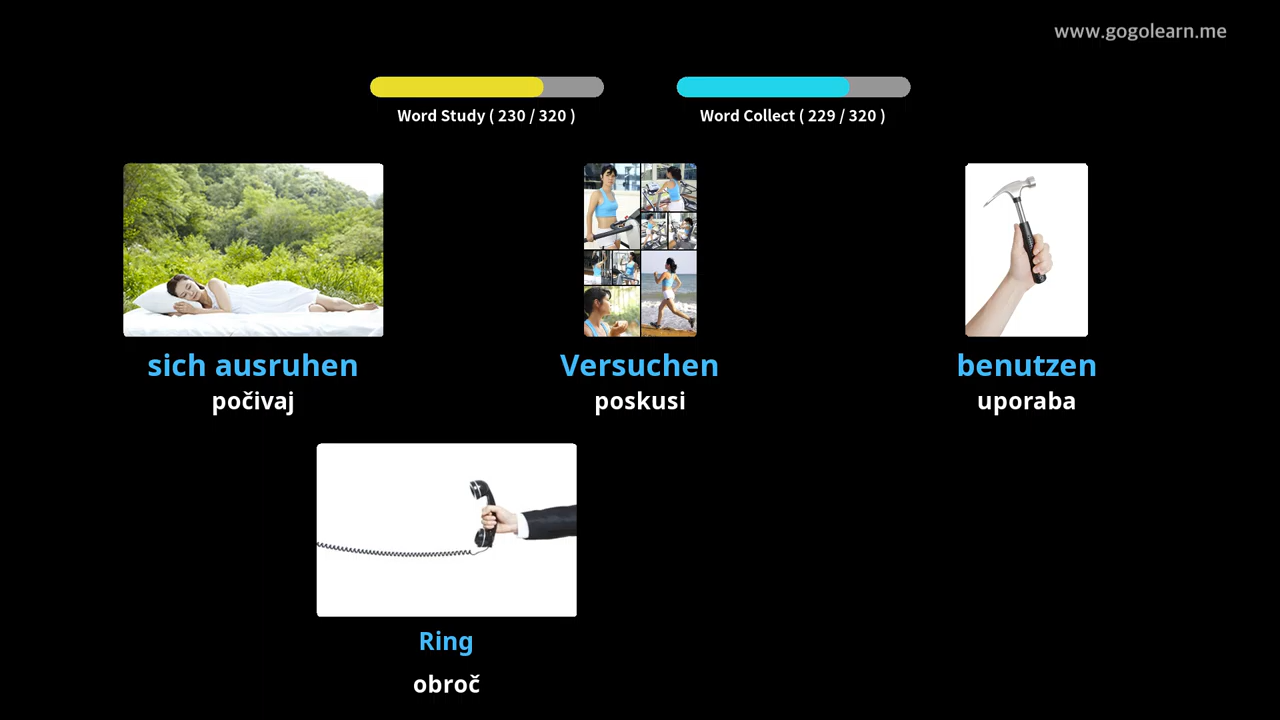 www.gogolearn.me
Word Study ( 230 / 320 )
Word Collect ( 229 / 320 )
sich ausruhen
počivaj
Versuchen
poskusi
benutzen
uporaba
Ring
obroč